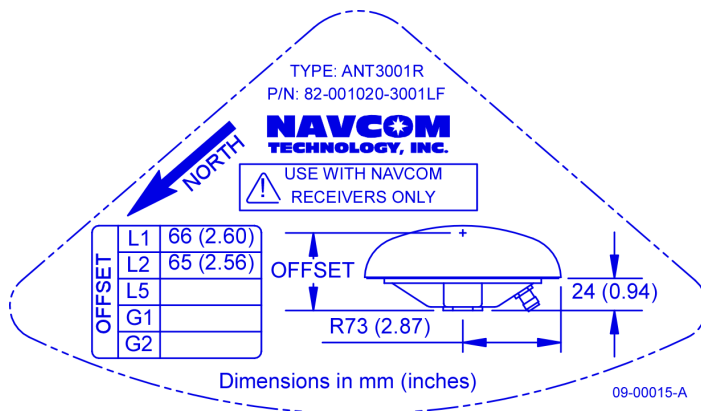 TYPE: ANT3001R
P/N: 82-001020-3001LF
NAVCOM
TECHNOLOGY, INC.
NORTH
USE WITH NAVCOM
RECEIVERS ONLY
OFFSET
L1 66 (2.60)
L2 65 (2.56)
L5
G1
G2
OFFSET
24 (0.94)
R73 (2.87)
Dimensions in mm (inches)
09-00015-A